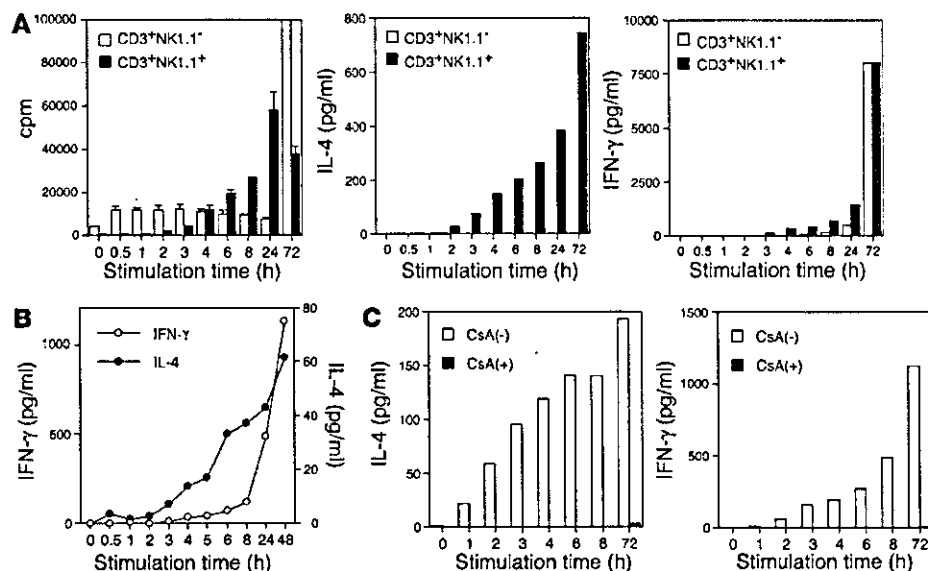 A
100000
80000
60000
40000
20000
0
cpm
CD3+NK1.1-
CD3+NK1.1+
0 0.5 1 2 3 4 6 8 24 72
Stimulation time (h)
800
600
400
200
0
IL-4 (pg/ml)
CD3+NK1.1-
CD3+NK1.1+
0 0.5 1 2 3 4 6 8 24 72
Stimulation time (h)
10000
7500
5000
2500
0
IFN-γ (pg/ml)
CD3+NK1.1-
CD3+NK1.1+
0 0.5 1 2 3 4 6 8 24 72
Stimulation time (h)
B
1000
500
0
IFN-γ (pg/ml)
IFN-γ
IL-4
80
60
40
20
0
IL-4 (pg/ml)
0 0.5 1 2 3 4 5 6 8 24 48
Stimulation time (h)
C
200
150
100
50
0
IL-4 (pg/ml)
CsA(-)
CsA(+)
0 1 2 3 4 6 8 72
Stimulation time (h)
1500
1000
500
0
IFN-γ (pg/ml)
CsA(-)
CsA(+)
0 1 2 3 4 6 8 72
Stimulation time (h)